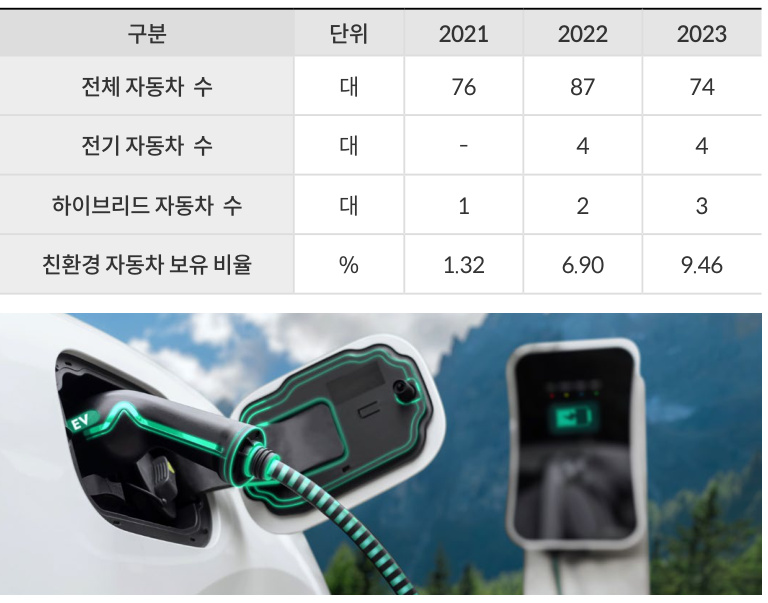 구분 단위 2021 2022 2023
전체 자동차 수 대 76 87 74
전기 자동차 수 대 - 4 4
하이브리드 자동차 수 대 1 2 3
친환경 자동차 보유 비율 % 1.32 6.90 9.46
EV